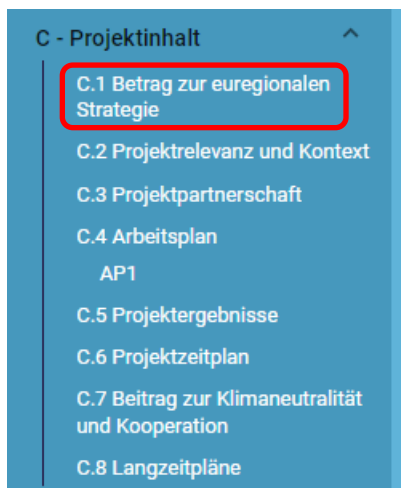 C - Projektinhalt
C.1 Betrag zur euregionalen
Strategie
C.2 Projektrelevanz und Kontext
C.3 Projektpartnerschaft
C.4 Arbeitsplan
AP1
C.5 Projektergebnisse
C.6 Projektzeitplan
C.7 Beitrag zur Klimaneutralität
und Kooperation
C.8 Langzeitpläne